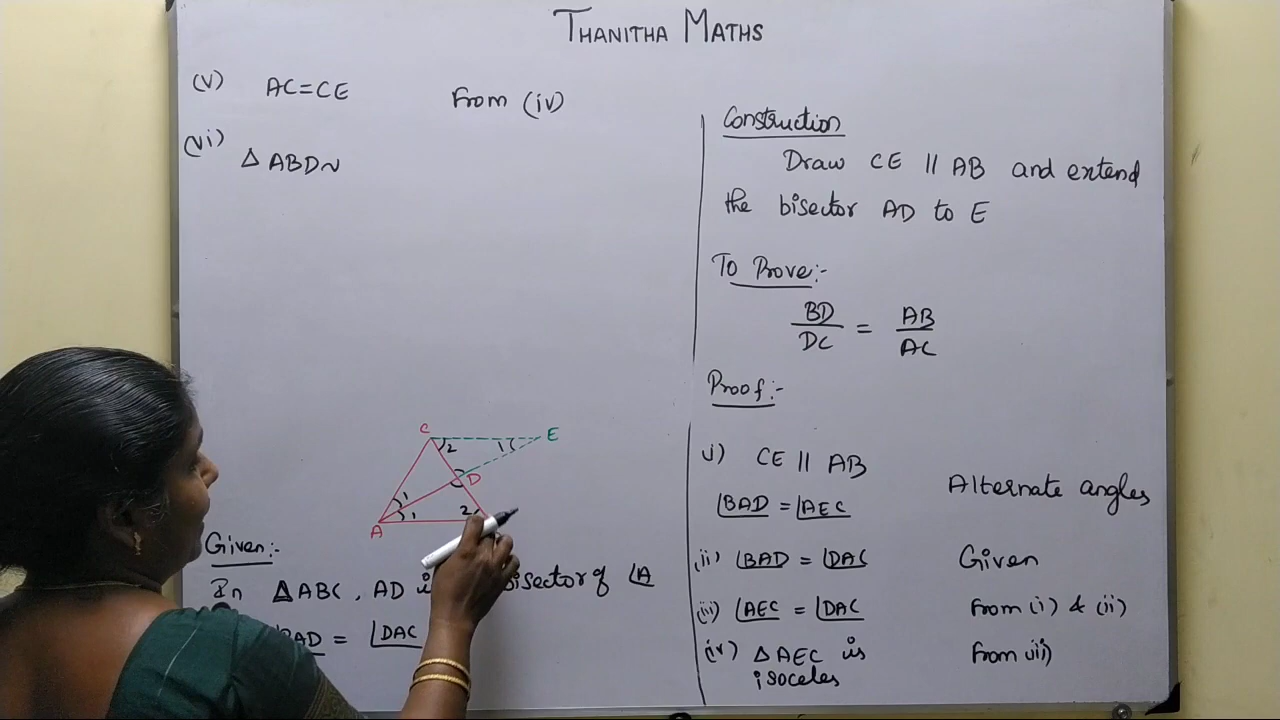 THANITHA MATHS
(v) AC=CE From (iv)
(vi) Δ ABD~
C
2
1
E
D
1
1
2
A
Given:-
In ΔABC, AD bisector of ∠A
∠BAD = ∠DAC
Construction
Draw CE || AB and extend
the bisector AD to E
To Prove:-
BD/DC = AB/AC
Proof:-
i) CE || AB
∠BAD = ∠AEC Alternate angles
(ii) ∠BAD = ∠DAC Given
(iii) ∠AEC = ∠DAC From (i) & (ii)
(iv) Δ AEC is From iii)
isoceles